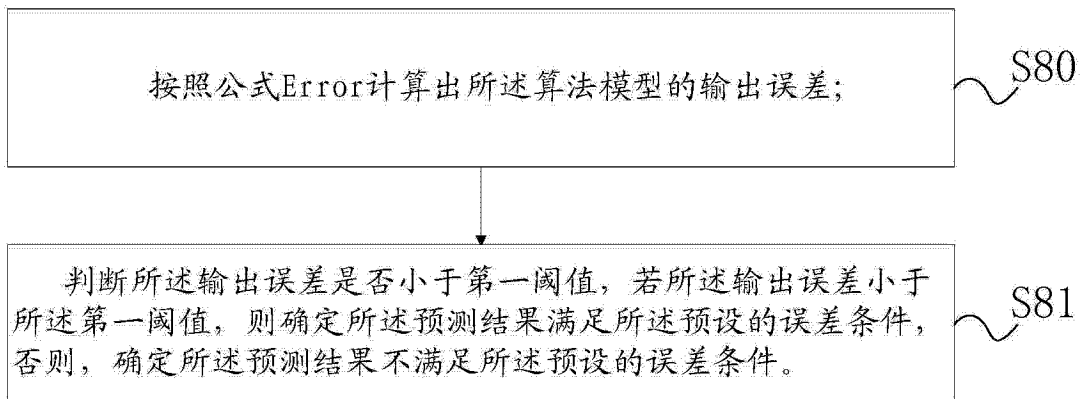 按照公式Error计算出所述算法模型的输出误差;
S80
判断所述输出误差是否小于第一阈值，若所述输出误差小于
所述第一阈值，则确定所述预测结果满足所述预设的误差条件，
否则，确定所述预测结果不满足所述预设的误差条件。
S81